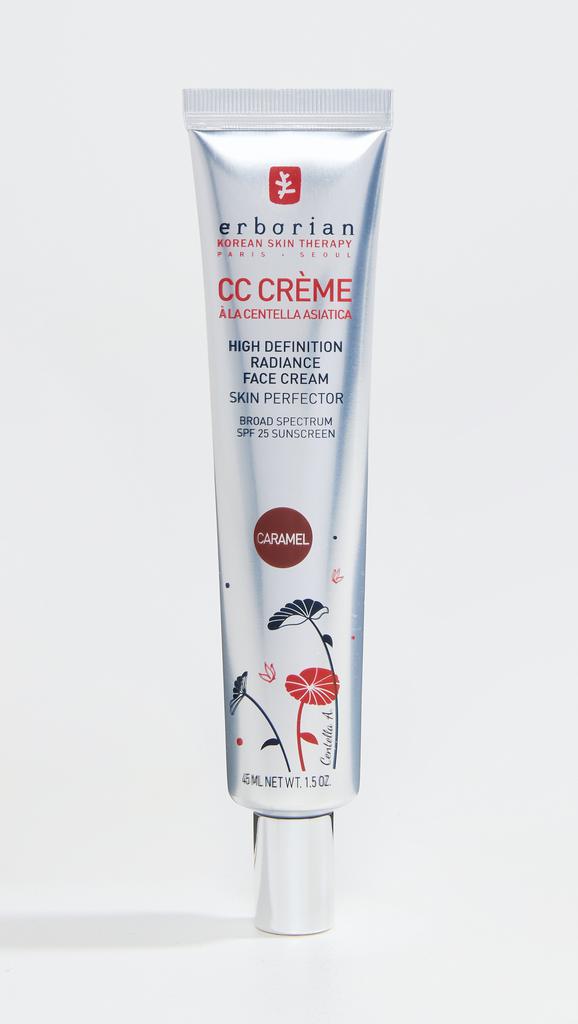 erborian
KOREAN SKIN THERAPY
PARIS · SEOUL
CC CRÈME
À LA CENTELLA ASIATICA
HIGH DEFINITION
RADIANCE
FACE CREAM
SKIN PERFECTOR
BROAD SPECTRUM
SPF 25 SUNSCREEN
CARAMEL
Centella A.
45 ML NET WT. 1.5 OZ.